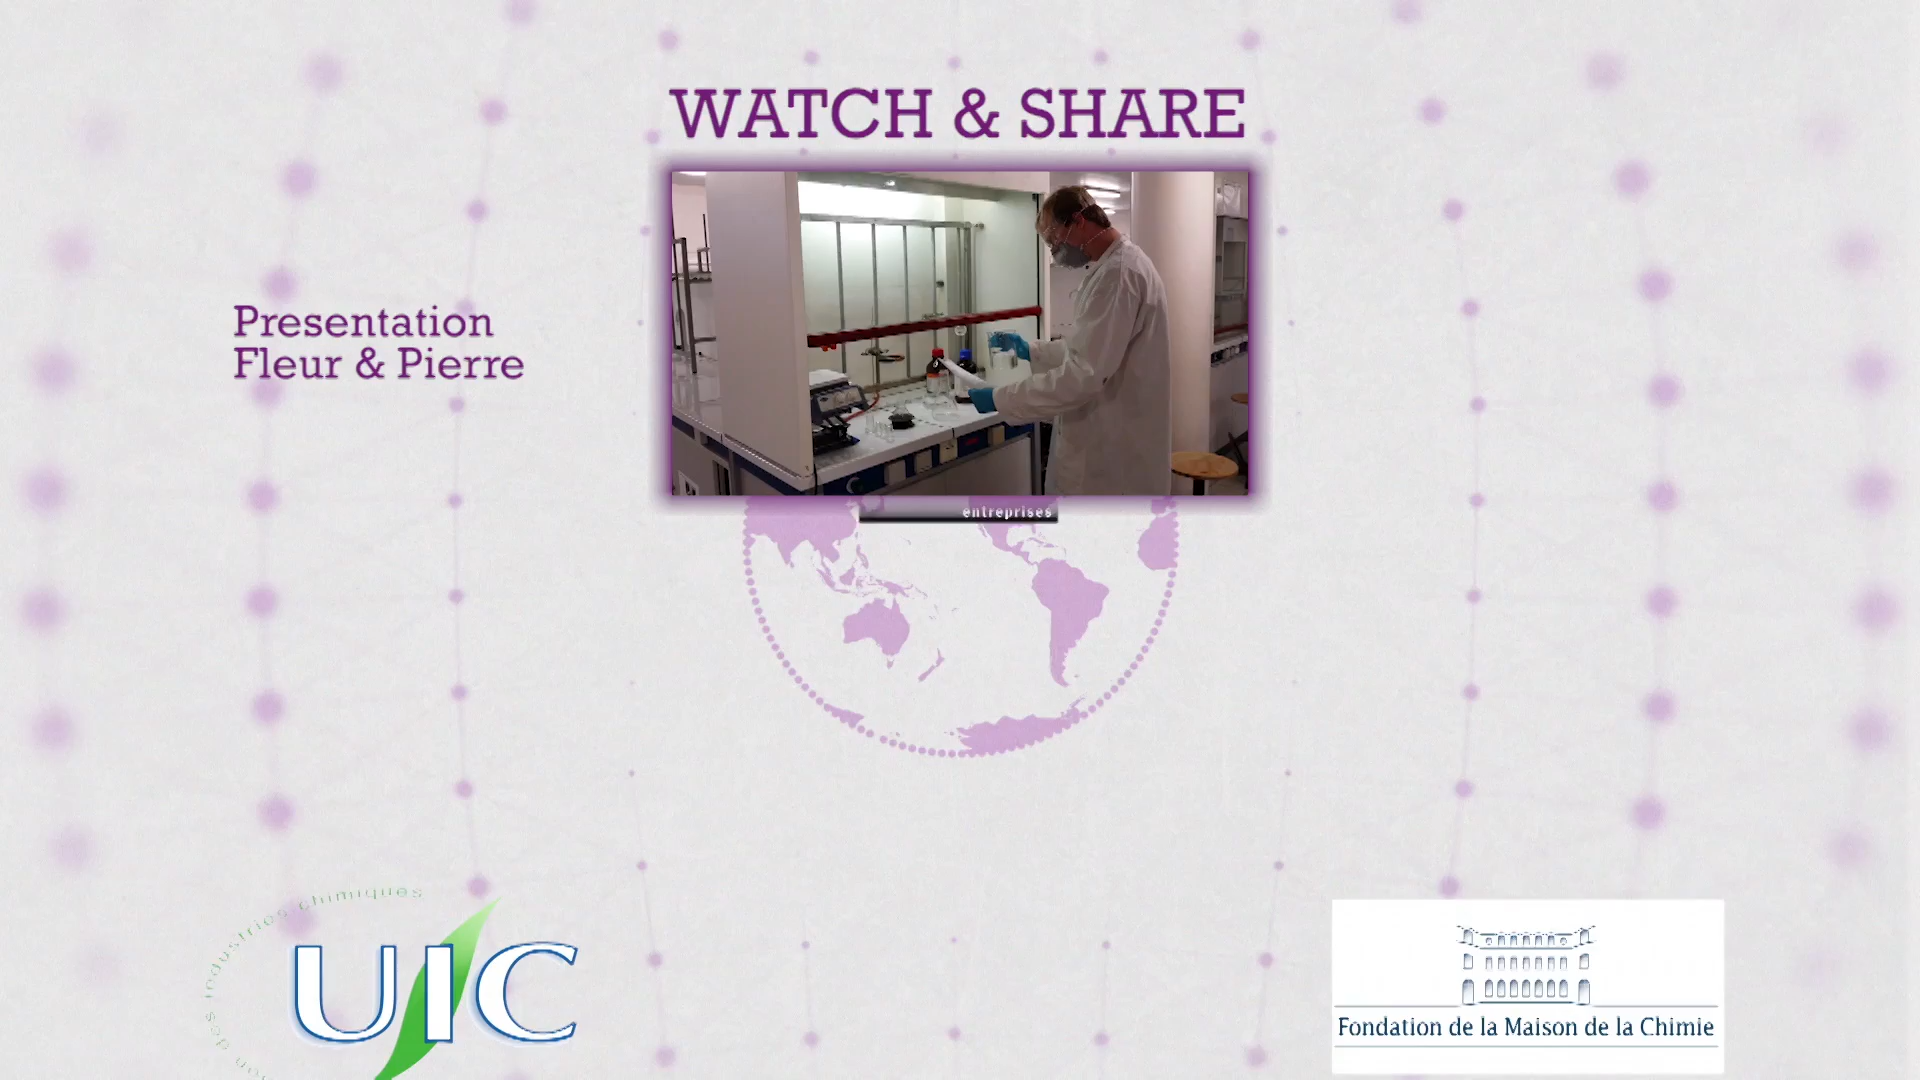 WATCH & SHARE
Presentation
Fleur & Pierre
entreprises
industries chimiques
UIC
Fondation de la Maison de la Chimie